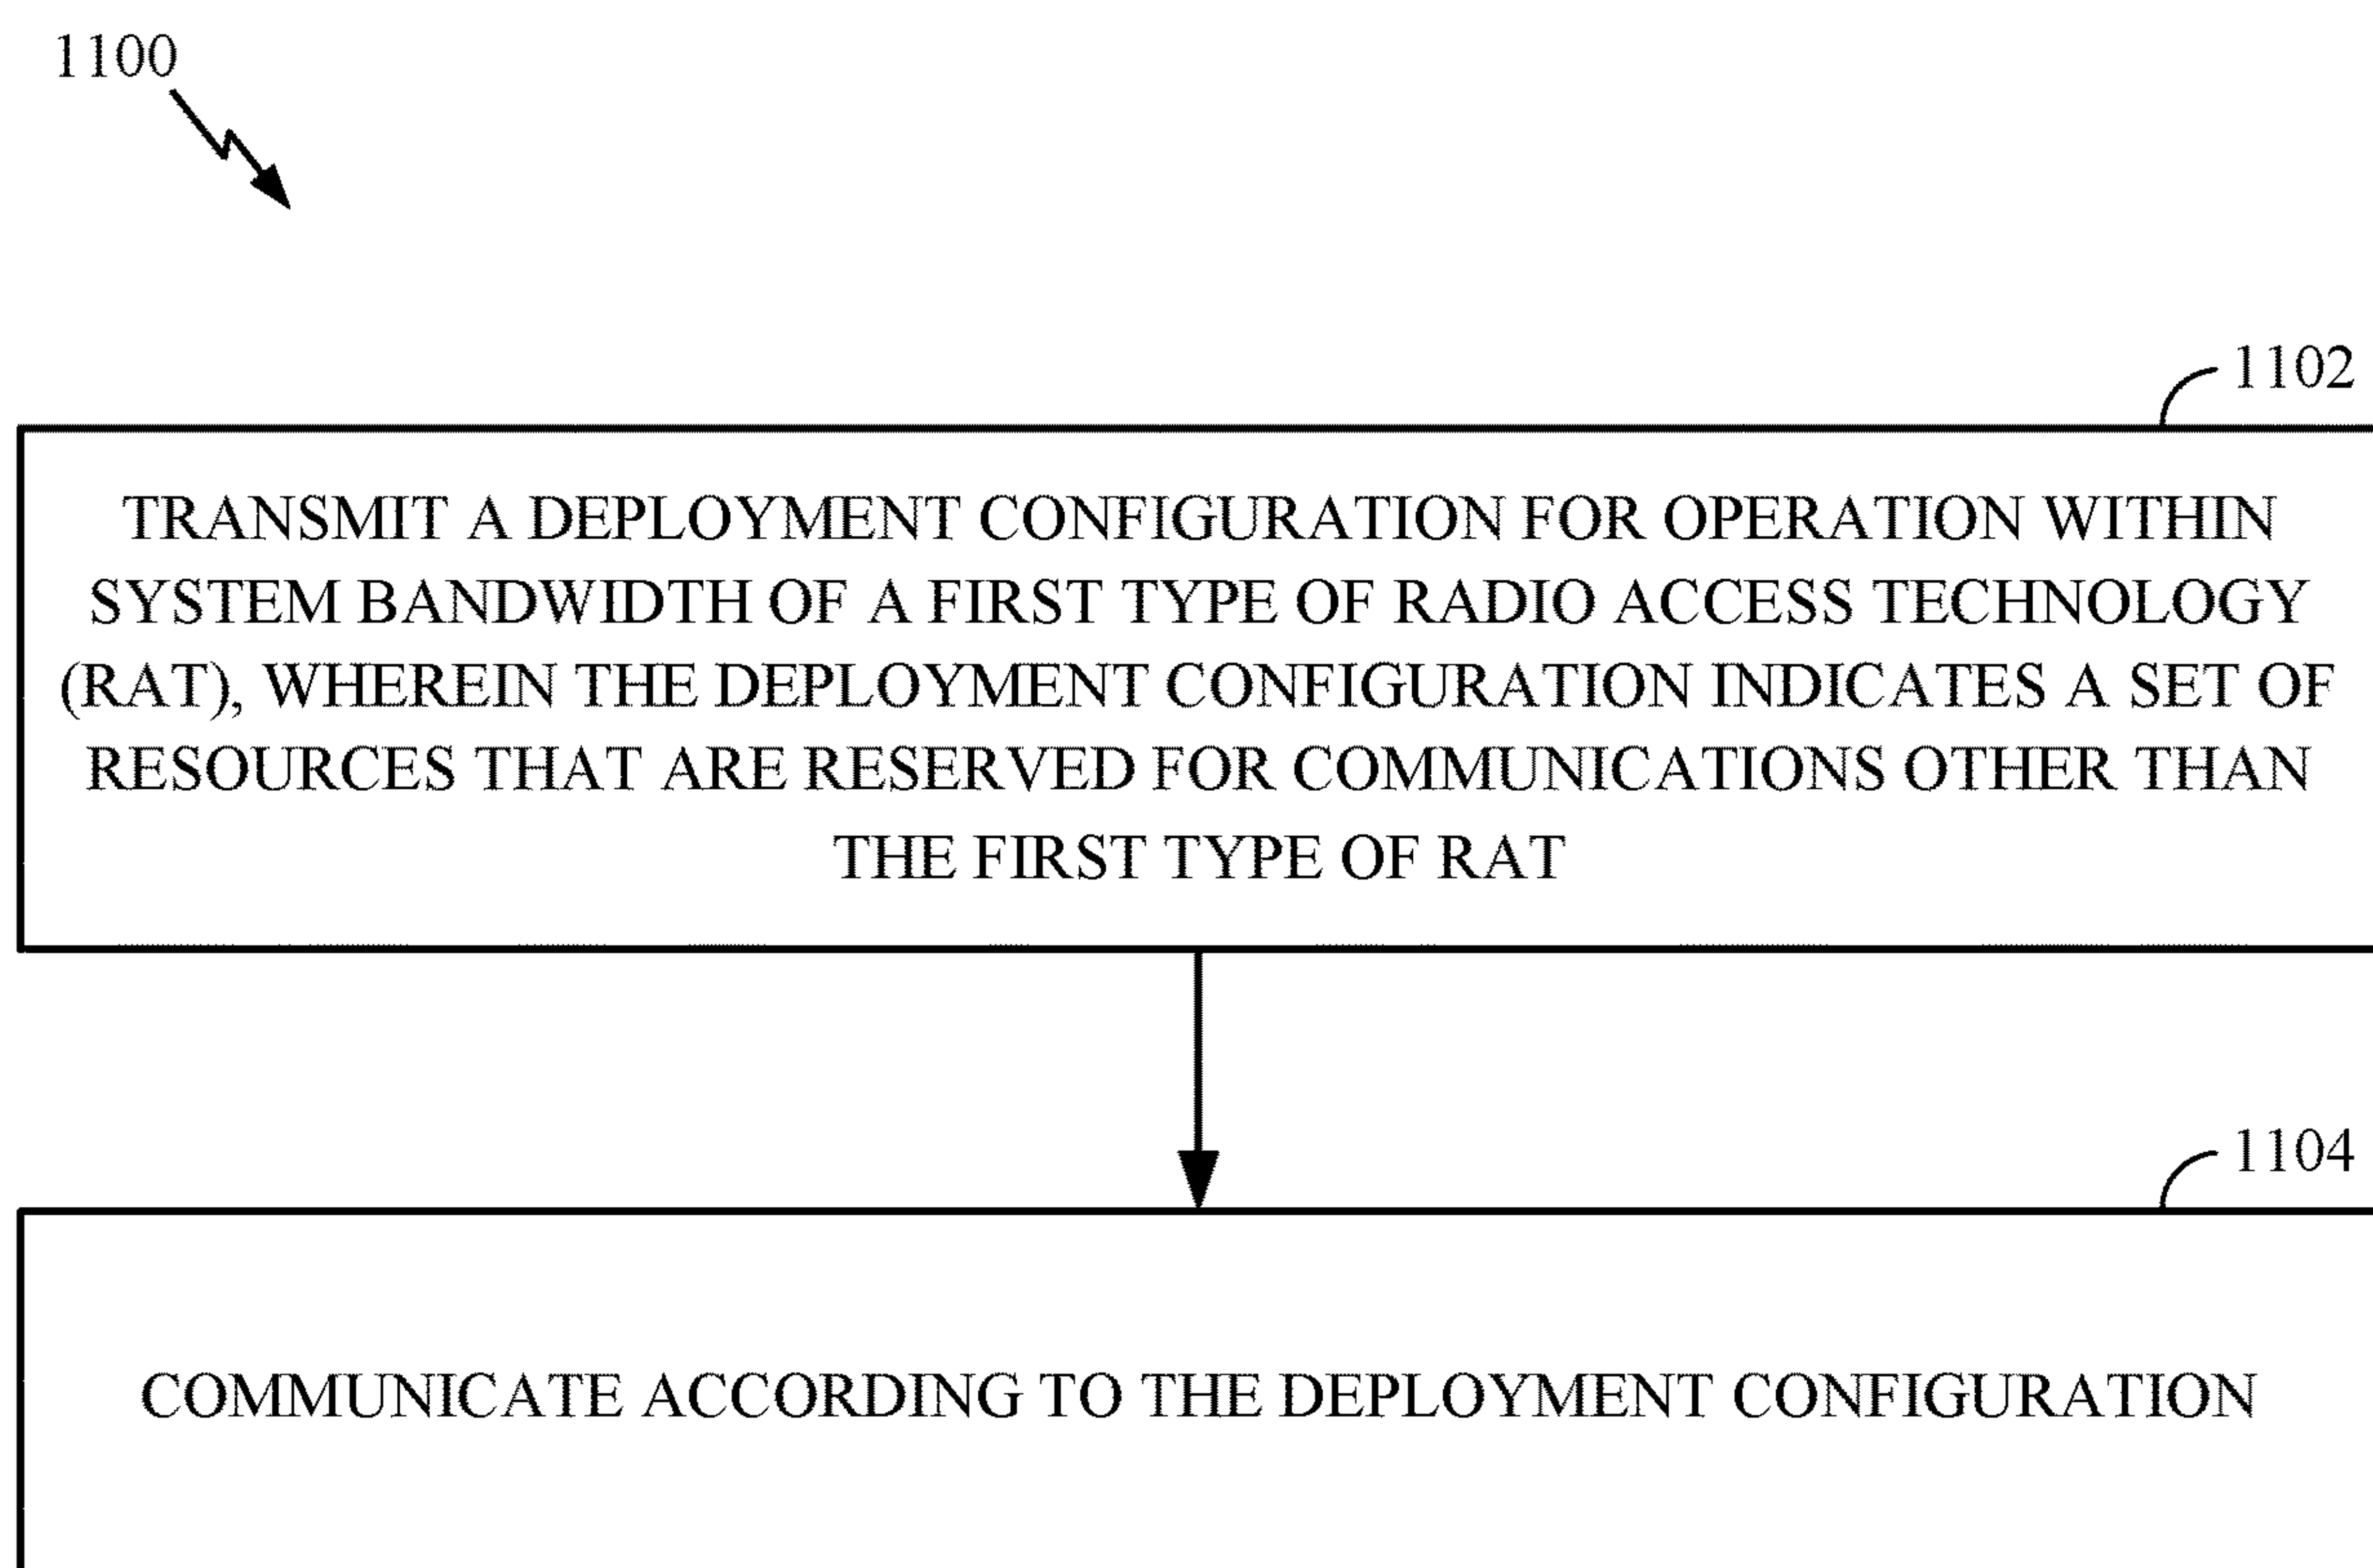 1100
1102
TRANSMIT A DEPLOYMENT CONFIGURATION FOR OPERATION WITHIN
SYSTEM BANDWIDTH OF A FIRST TYPE OF RADIO ACCESS TECHNOLOGY
(RAT), WHEREIN THE DEPLOYMENT CONFIGURATION INDICATES A SET OF
RESOURCES THAT ARE RESERVED FOR COMMUNICATIONS OTHER THAN
THE FIRST TYPE OF RAT
1104
COMMUNICATE ACCORDING TO THE DEPLOYMENT CONFIGURATION